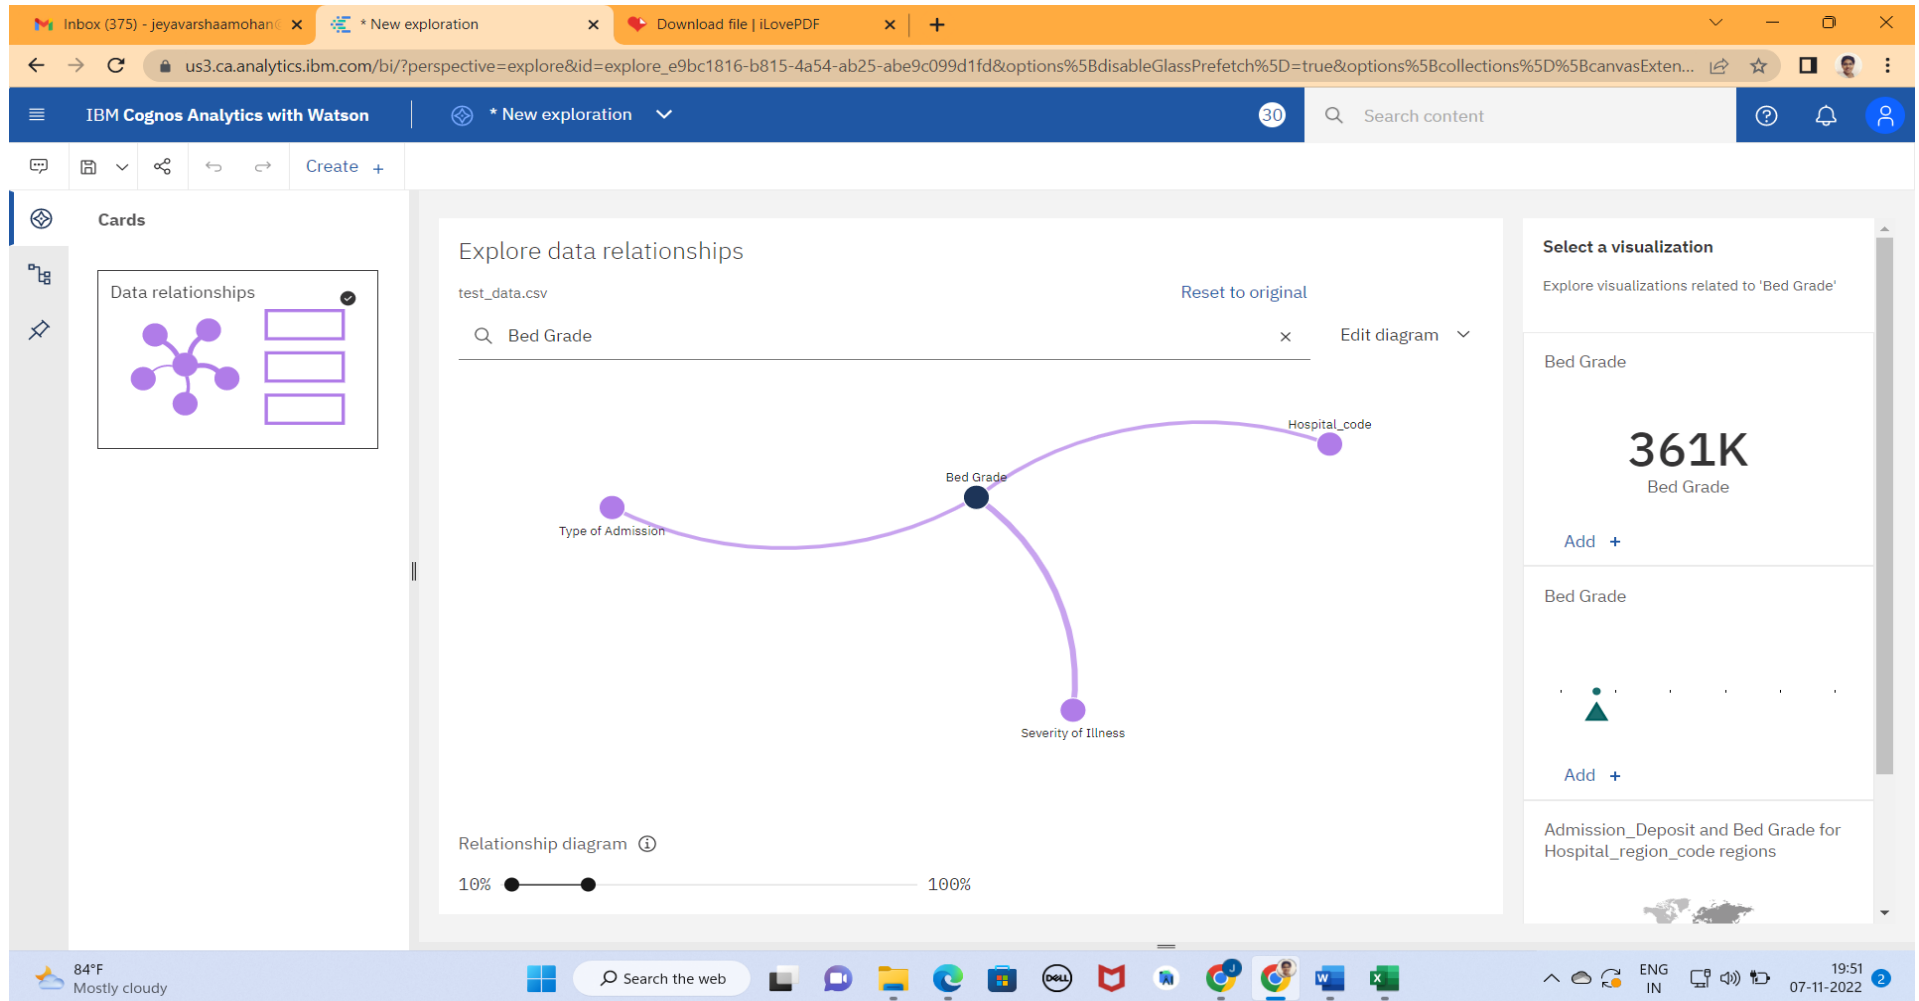 Inbox (375) - jeyavarshaamohan@
* New exploration
Download file | iLovePDF
us3.ca.analytics.ibm.com/bi/?perspective=explore&id=explore_e9bc1816-b815-4a54-ab25-abe9c099d1fd&options%5BdisableGlassPrefetch%5D=true&options%5Bcollections%5D%5BcanvasExten...
IBM Cognos Analytics with Watson
* New exploration
30
Search content
Create +
Cards
Data relationships
Explore data relationships
test_data.csv
Reset to original
Bed Grade
Edit diagram
Hospital_code
Bed Grade
Type of Admission
Severity of Illness
Relationship diagram
10%
100%
Select a visualization
Explore visualizations related to 'Bed Grade'
Bed Grade
361K
Bed Grade
Add +
Bed Grade
Add +
Admission_Deposit and Bed Grade for
Hospital_region_code regions
84°F
Mostly cloudy
Search the web
DELL
J
W
X
ENG
IN
19:51
07-11-2022
2